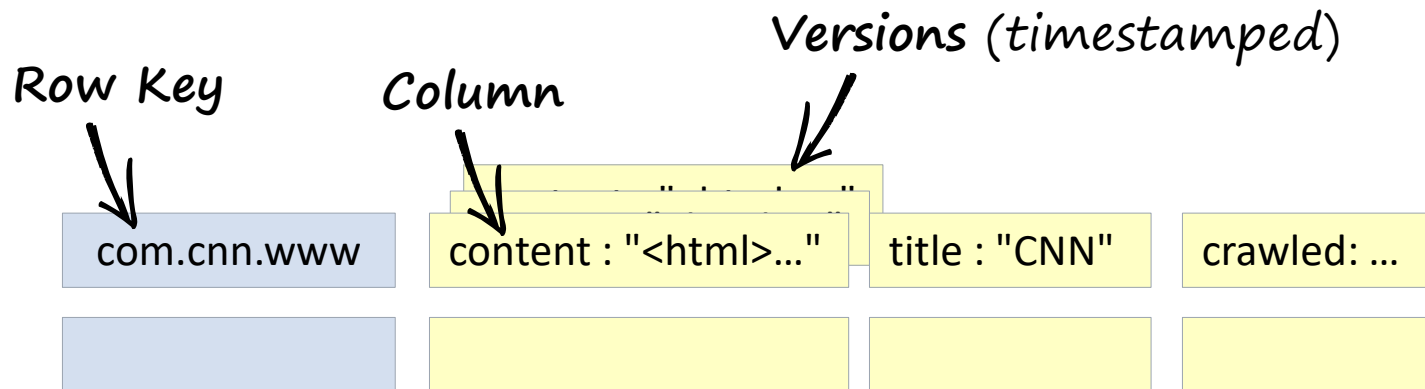 Versions (timestamped)
Row Key
Column
com.cnn.www
content : "<html>…"
title : "CNN"
crawled: …